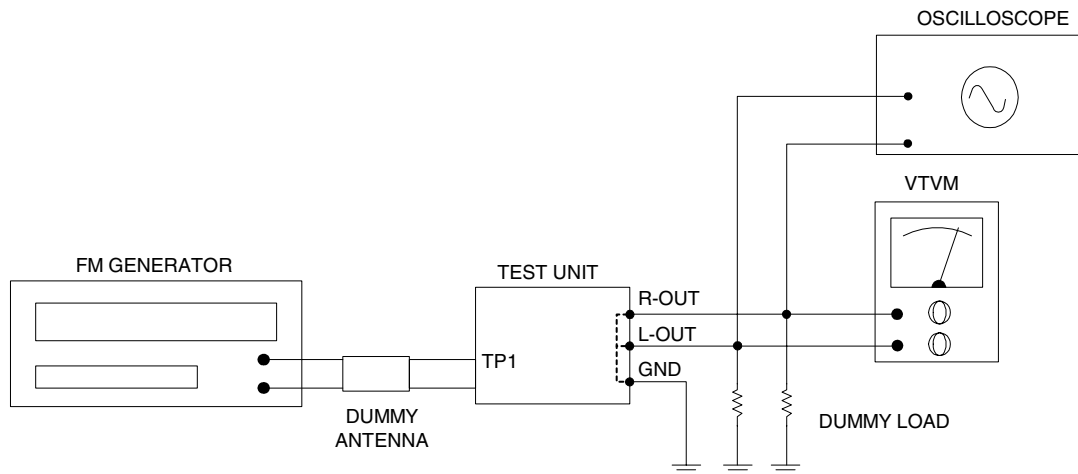 OSCILLOSCOPE
VTVM
FM GENERATOR
TEST UNIT
R-OUT
L-OUT
TP1
GND
DUMMY
ANTENNA
DUMMY LOAD